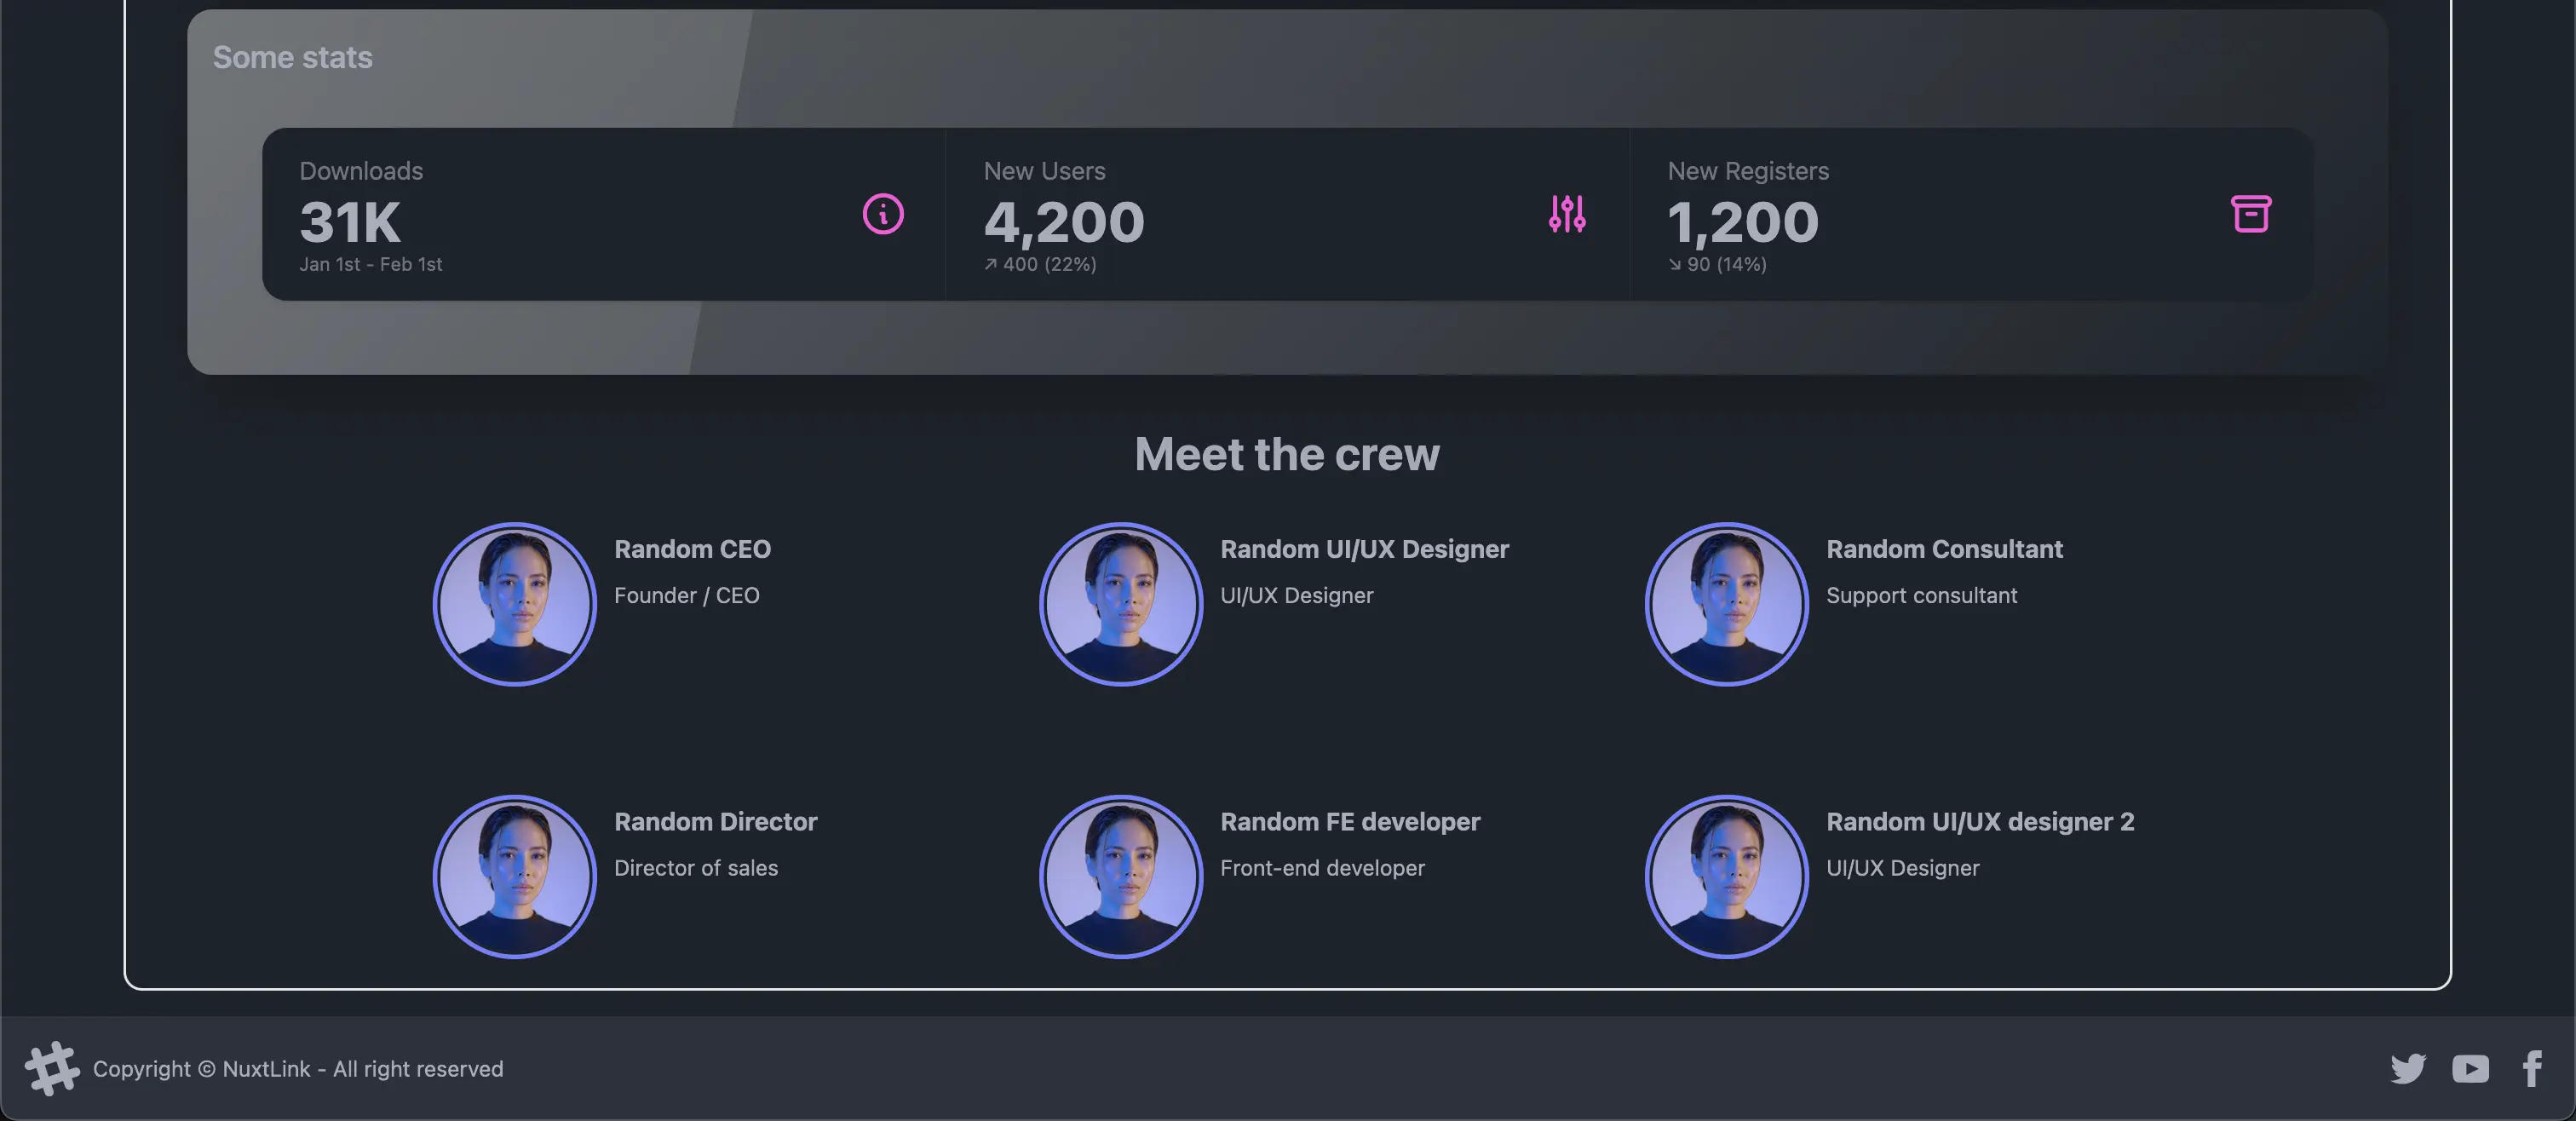 Some stats
Downloads
31K
Jan 1st - Feb 1st
New Users
4,200
↗︎ 400 (22%)
New Registers
1,200
↘︎ 90 (14%)
Meet the crew
Random CEO
Founder / CEO
Random UI/UX Designer
UI/UX Designer
Random Consultant
Support consultant
Random Director
Director of sales
Random FE developer
Front-end developer
Random UI/UX designer 2
UI/UX Designer
Copyright © NuxtLink - All right reserved